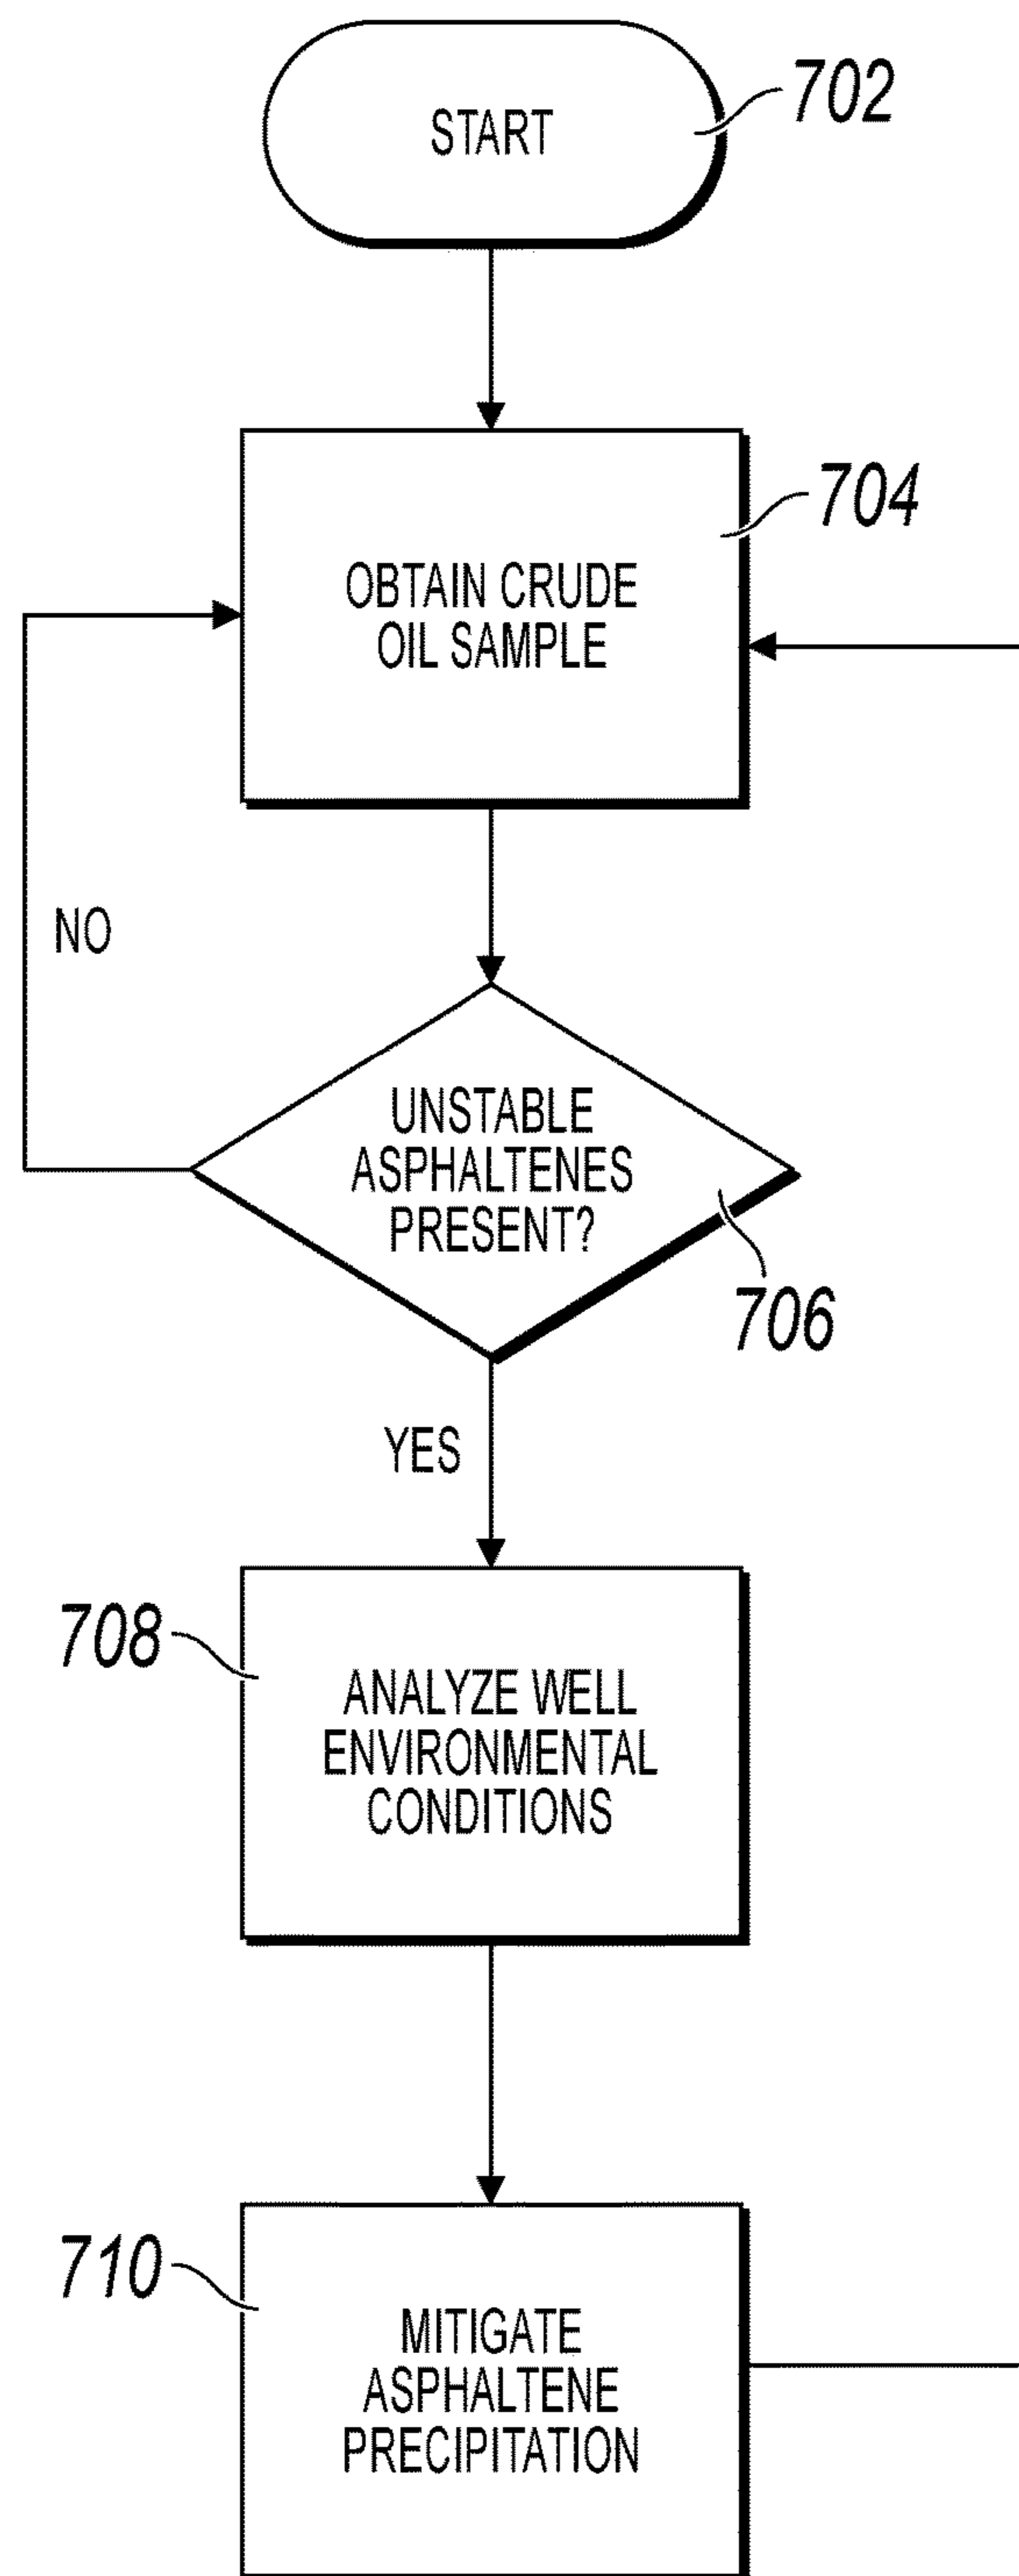 START
702
704
OBTAIN CRUDE
OIL SAMPLE
NO
UNSTABLE
ASPHALTENES
PRESENT?
706
YES
708
ANALYZE WELL
ENVIRONMENTAL
CONDITIONS
710
MITIGATE
ASPHALTENE
PRECIPITATION